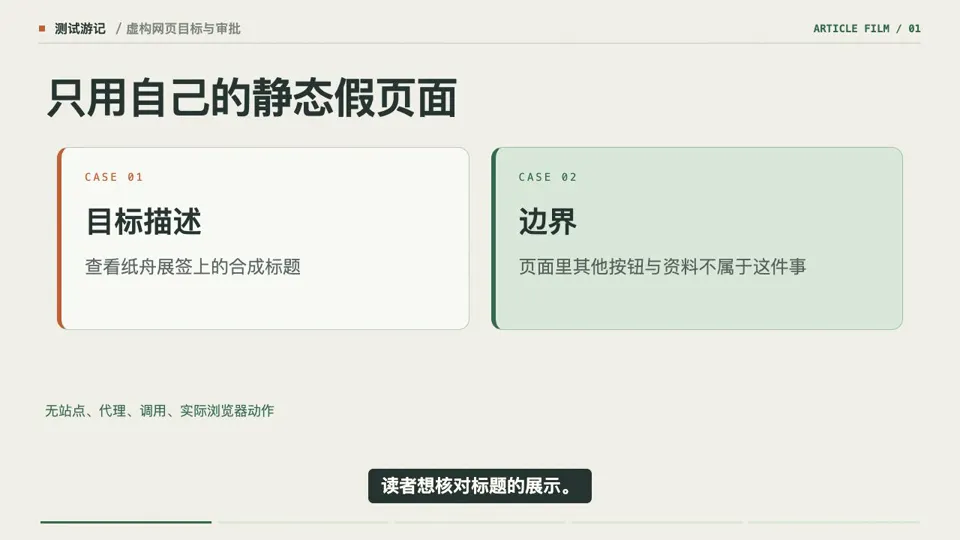 测试游记 / 虚构网页目标与审批
ARTICLE FILM / 01
只用自己的静态假页面
CASE 01
目标描述
查看纸舟展签上的合成标题
CASE 02
边界
页面里其他按钮与资料不属于这件事
无站点、代理、调用、实际浏览器动作
读者想核对标题的展示。